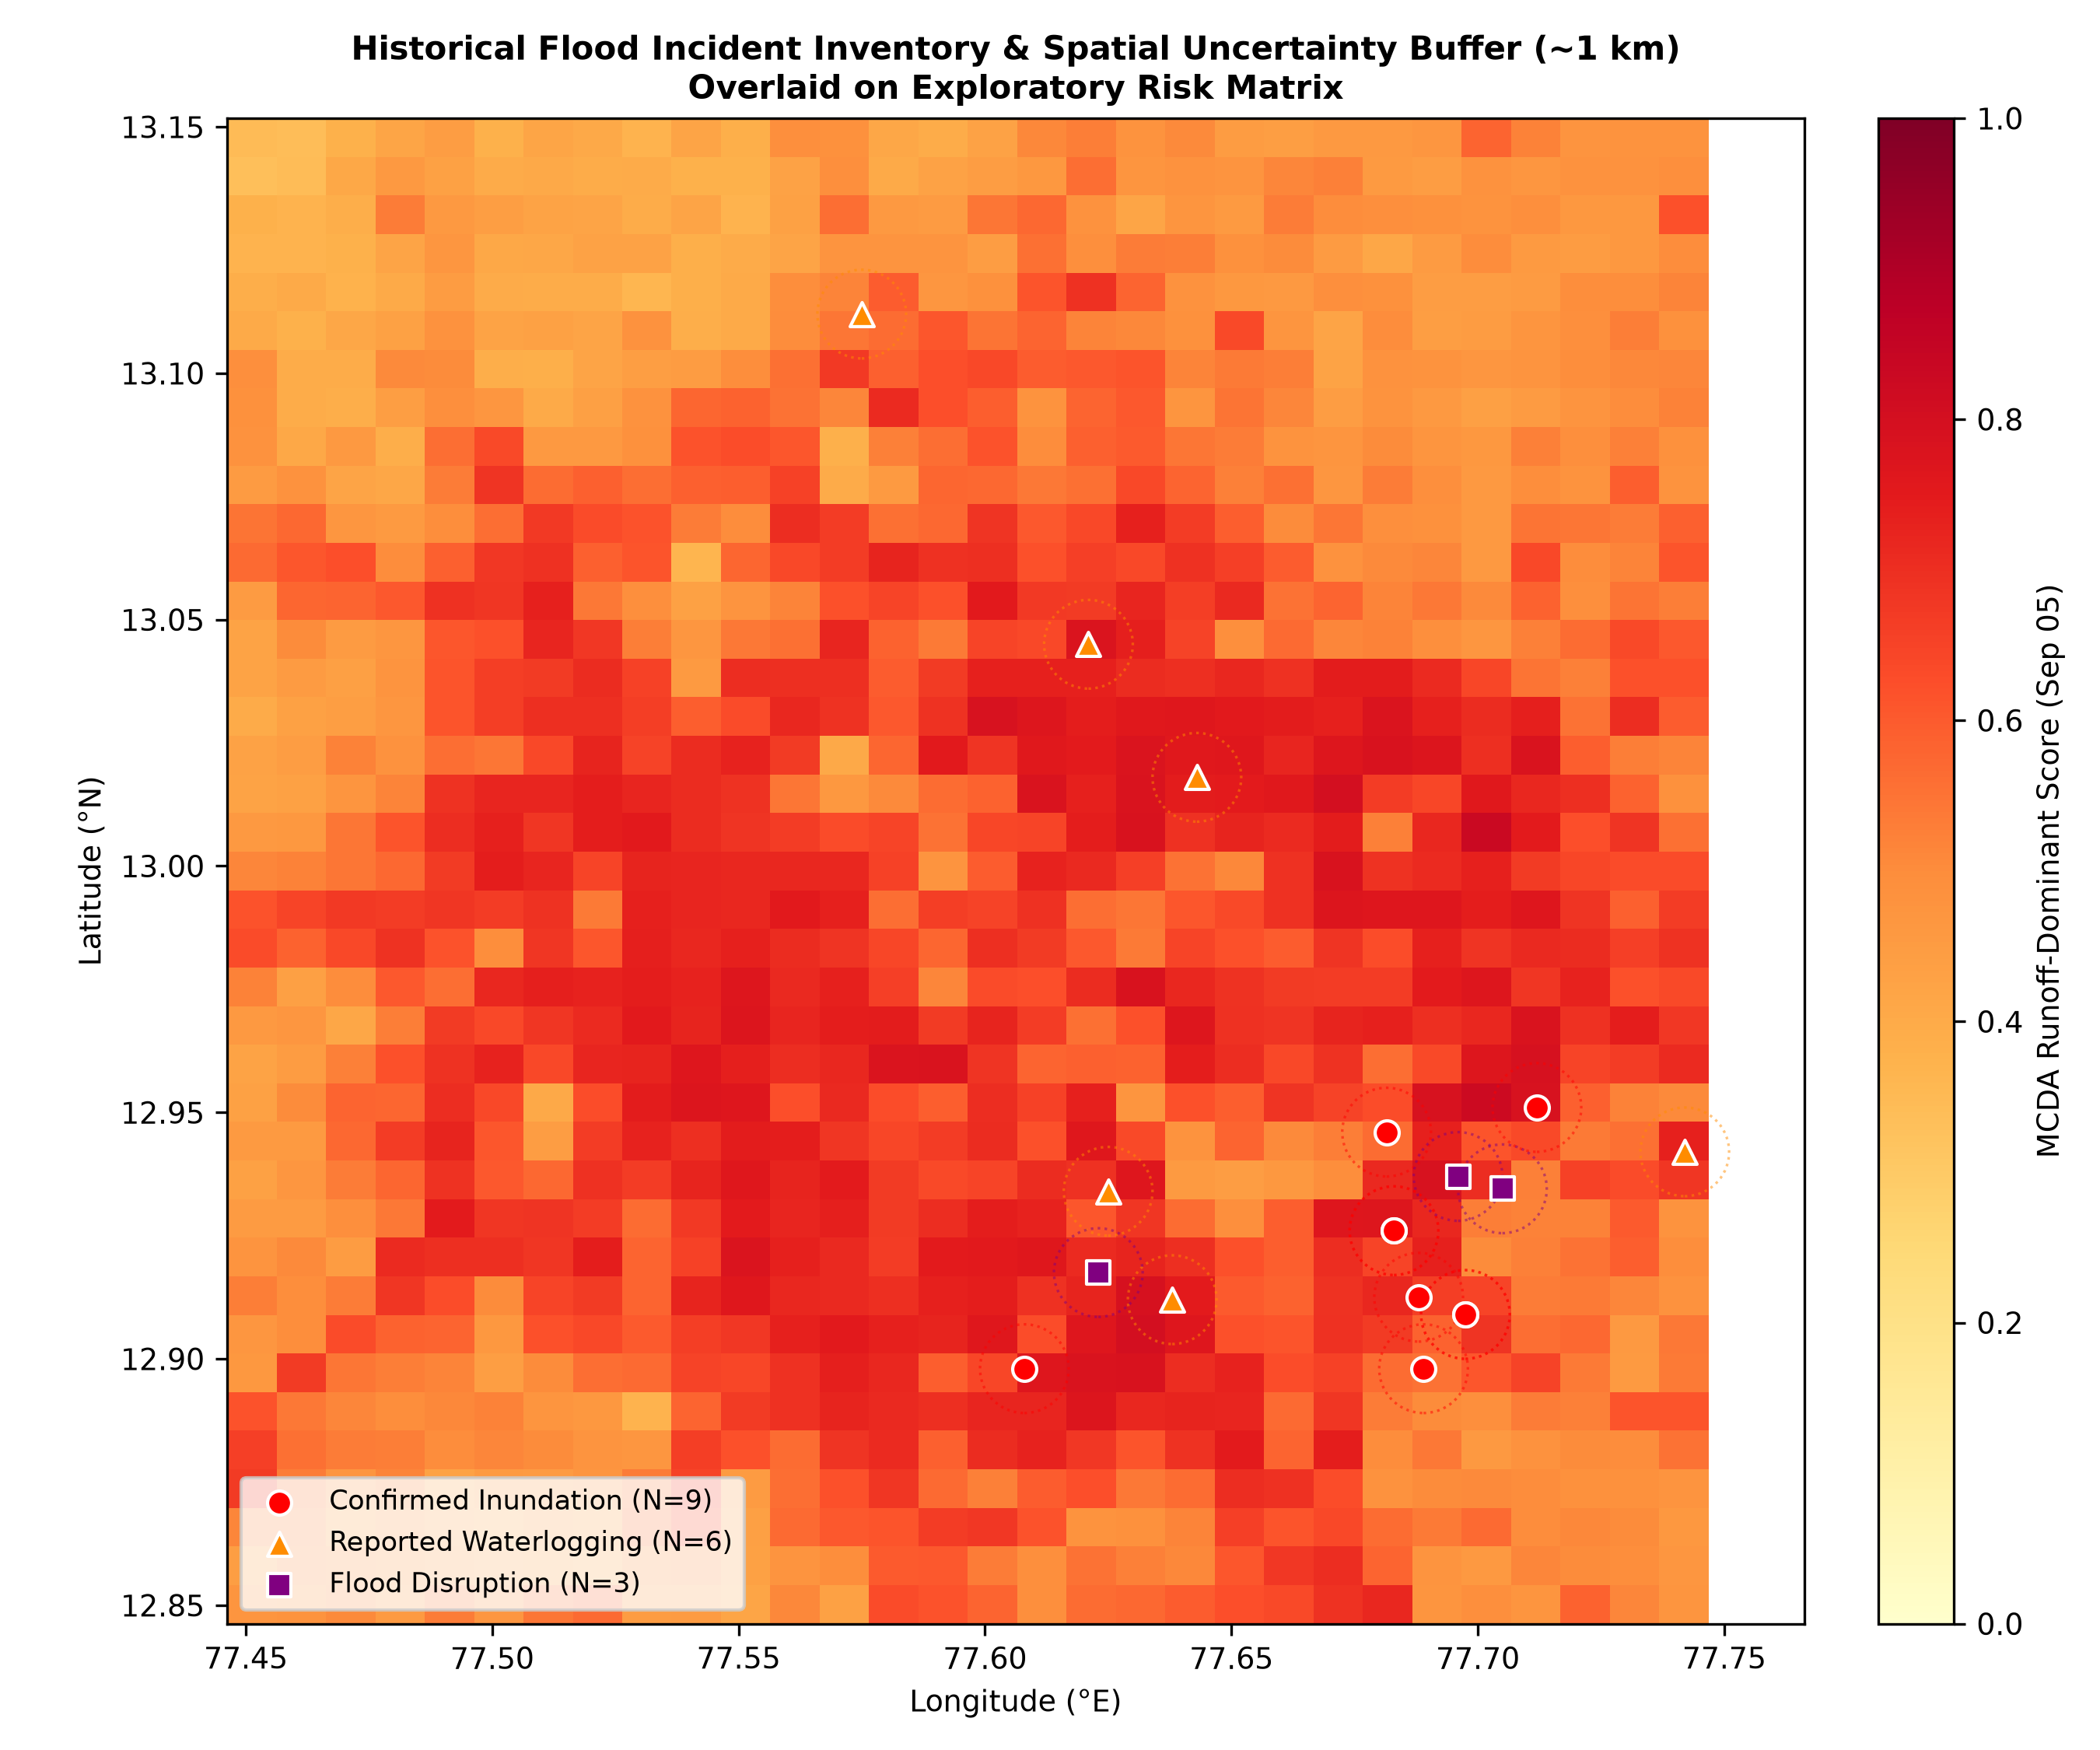 Historical Flood Incident Inventory & Spatial Uncertainty Buffer (~1 km)
Overlaid on Exploratory Risk Matrix
13.15
13.10
13.05
13.00
12.95
12.90
12.85
Latitude (°N)
Confirmed Inundation (N=9)
Reported Waterlogging (N=6)
Flood Disruption (N=3)
77.45
77.50
77.55
77.60
77.65
77.70
77.75
Longitude (°E)
1.0
0.8
0.6
0.4
0.2
0.0
MCDA Runoff-Dominant Score (Sep 05)